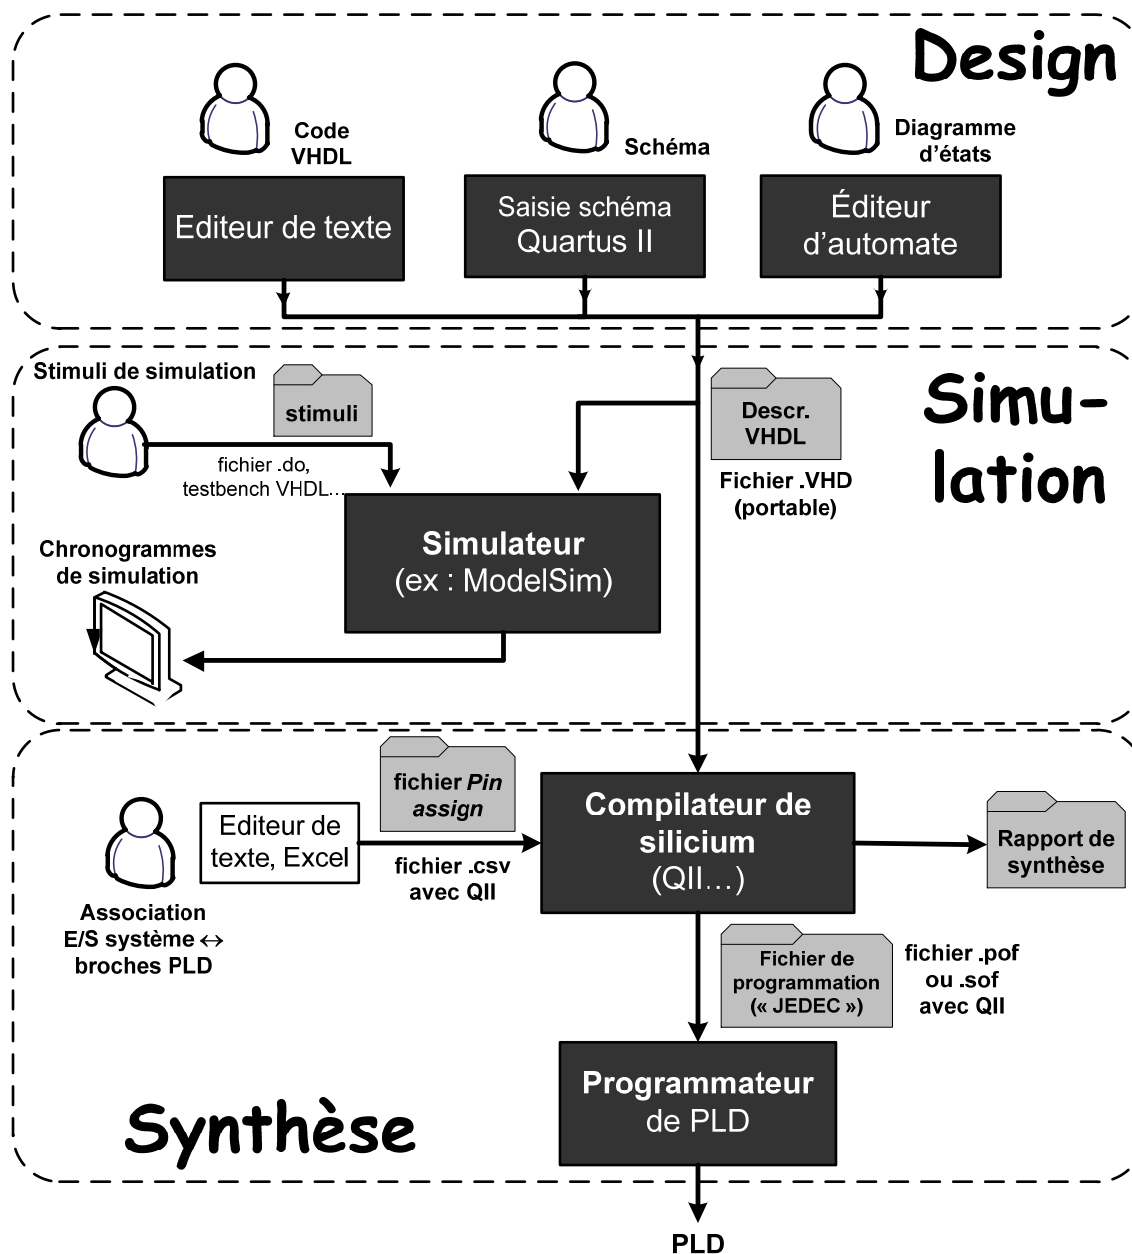 Design
Code
VHDL
Schéma
Diagramme
d'états
Editeur de texte
Saisie schéma
Quartus II
Éditeur
d'automate
Stimuli de simulation
stimuli
fichier .do,
testbench VHDL...
Descr.
VHDL
Fichier .VHD
(portable)
Simu-
lation
Simulateur
(ex : ModelSim)
Chronogrammes
de simulation
fichier Pin
assign
Editeur de
texte, Excel
fichier .csv
avec QII
Compilateur de
silicium
(QII...)
Rapport de
synthèse
Association
E/S système ↔
broches PLD
Fichier de
programmation
(« JEDEC »)
fichier .pof
ou .sof
avec QII
Programmateur
de PLD
Synthèse
PLD